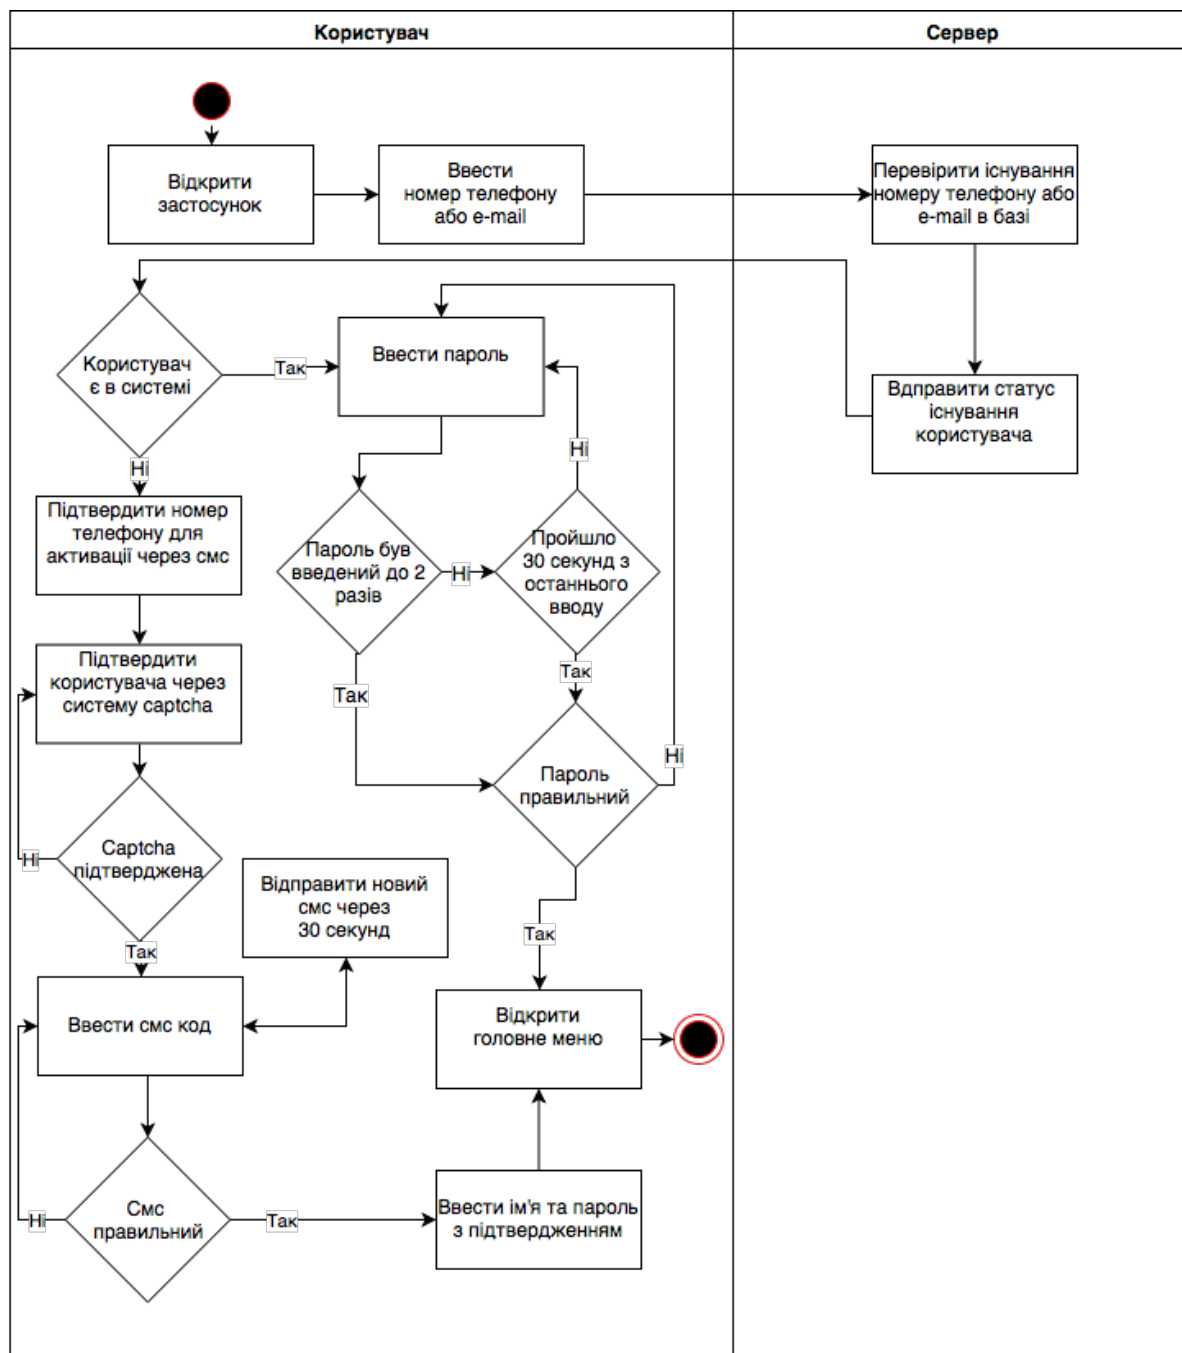 Користувач
Сервер
Відкрити
застосунок
Ввести
номер телефону
або e-mail
Перевірити існування
номеру телефону або
e-mail в базі
Користувач
є в системі
Так
Ввести пароль
Вдправити статус
існування
користувача
Ні
Ні
Підтвердити номер
телефону для
активації через смс
Пароль був
введений до 2
разів
Ні
Пройшло
30 секунд з
останнього
вводу
Підтвердити
користувача через
систему captcha
Так
Так
Ні
Пароль
правильний
Captcha
підтверджена
Ні
Відправити новий
смс через
30 секунд
Так
Так
Ввести смс код
Відкрити
головне меню
Смс
правильний
Ні
Так
Ввести ім'я та пароль
з підтвердженням